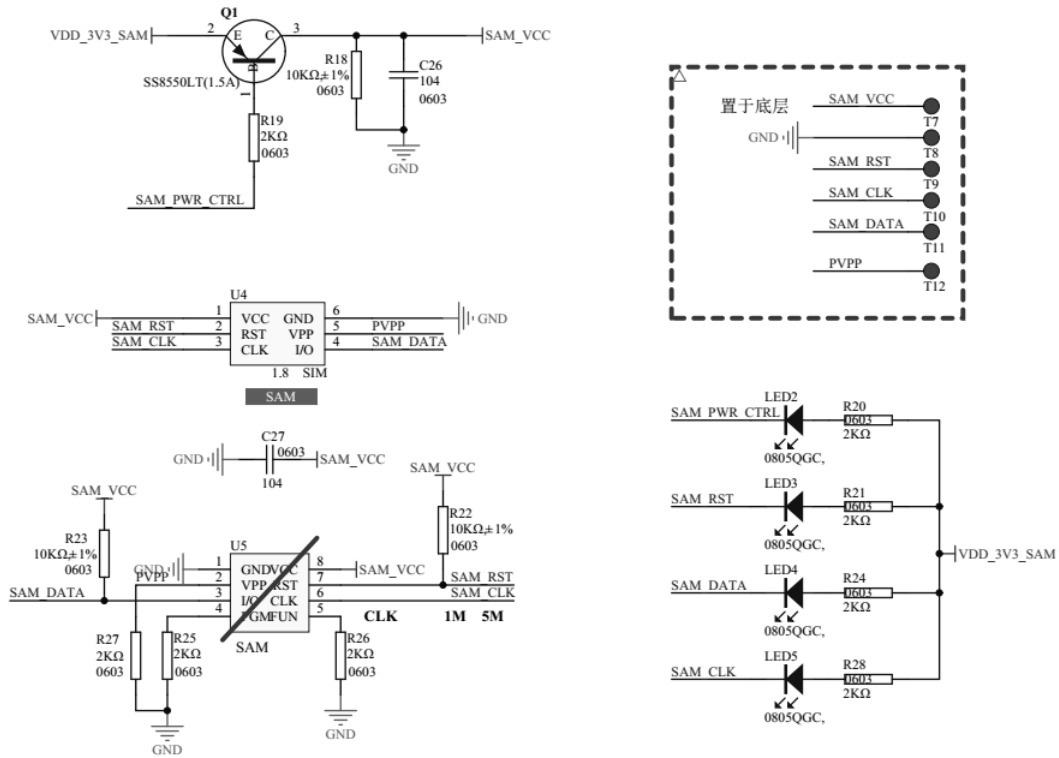 Q1
VDD_3V3_SAM
2
E
C
3
SAM_VCC
B
SS8550LT(1.5A)
1
R18
10KΩ,±1%
0603
C26
104
0603
R19
2KΩ
0603
GND
SAM_PWR_CTRL
置于底层
SAM_VCC
T7
GND
T8
SAM_RST
T9
SAM_CLK
T10
SAM_DATA
T11
PVPP
T12
U4
SAM_VCC
1
VCC
GND
6
GND
SAM_RST
2
RST
VPP
5
PVPP
SAM_CLK
3
CLK
I/O
4
SAM_DATA
1.8
SIM
SAM
C27
GND
0603
SAM_VCC
104
SAM_VCC
SAM_VCC
R23
10KΩ,±1%
0603
R22
10KΩ,±1%
0603
U5
GND
1
GND
VCC
8
SAM_VCC
PVPP
2
VPP
RST
7
SAM_RST
SAM_DATA
3
I/O
CLK
6
SAM_CLK
4
PGM
FUN
5
CLK 1M 5M
SAM
R27
2KΩ
0603
R25
2KΩ
0603
R26
2KΩ
0603
GND
GND
LED2
SAM_PWR_CTRL
R20
0603
2KΩ
0805QGC,
LED3
SAM_RST
R21
0603
2KΩ
0805QGC,
VDD_3V3_SAM
LED4
SAM_DATA
R24
0603
2KΩ
0805QGC,
LED5
SAM_CLK
R28
0603
2KΩ
0805QGC,